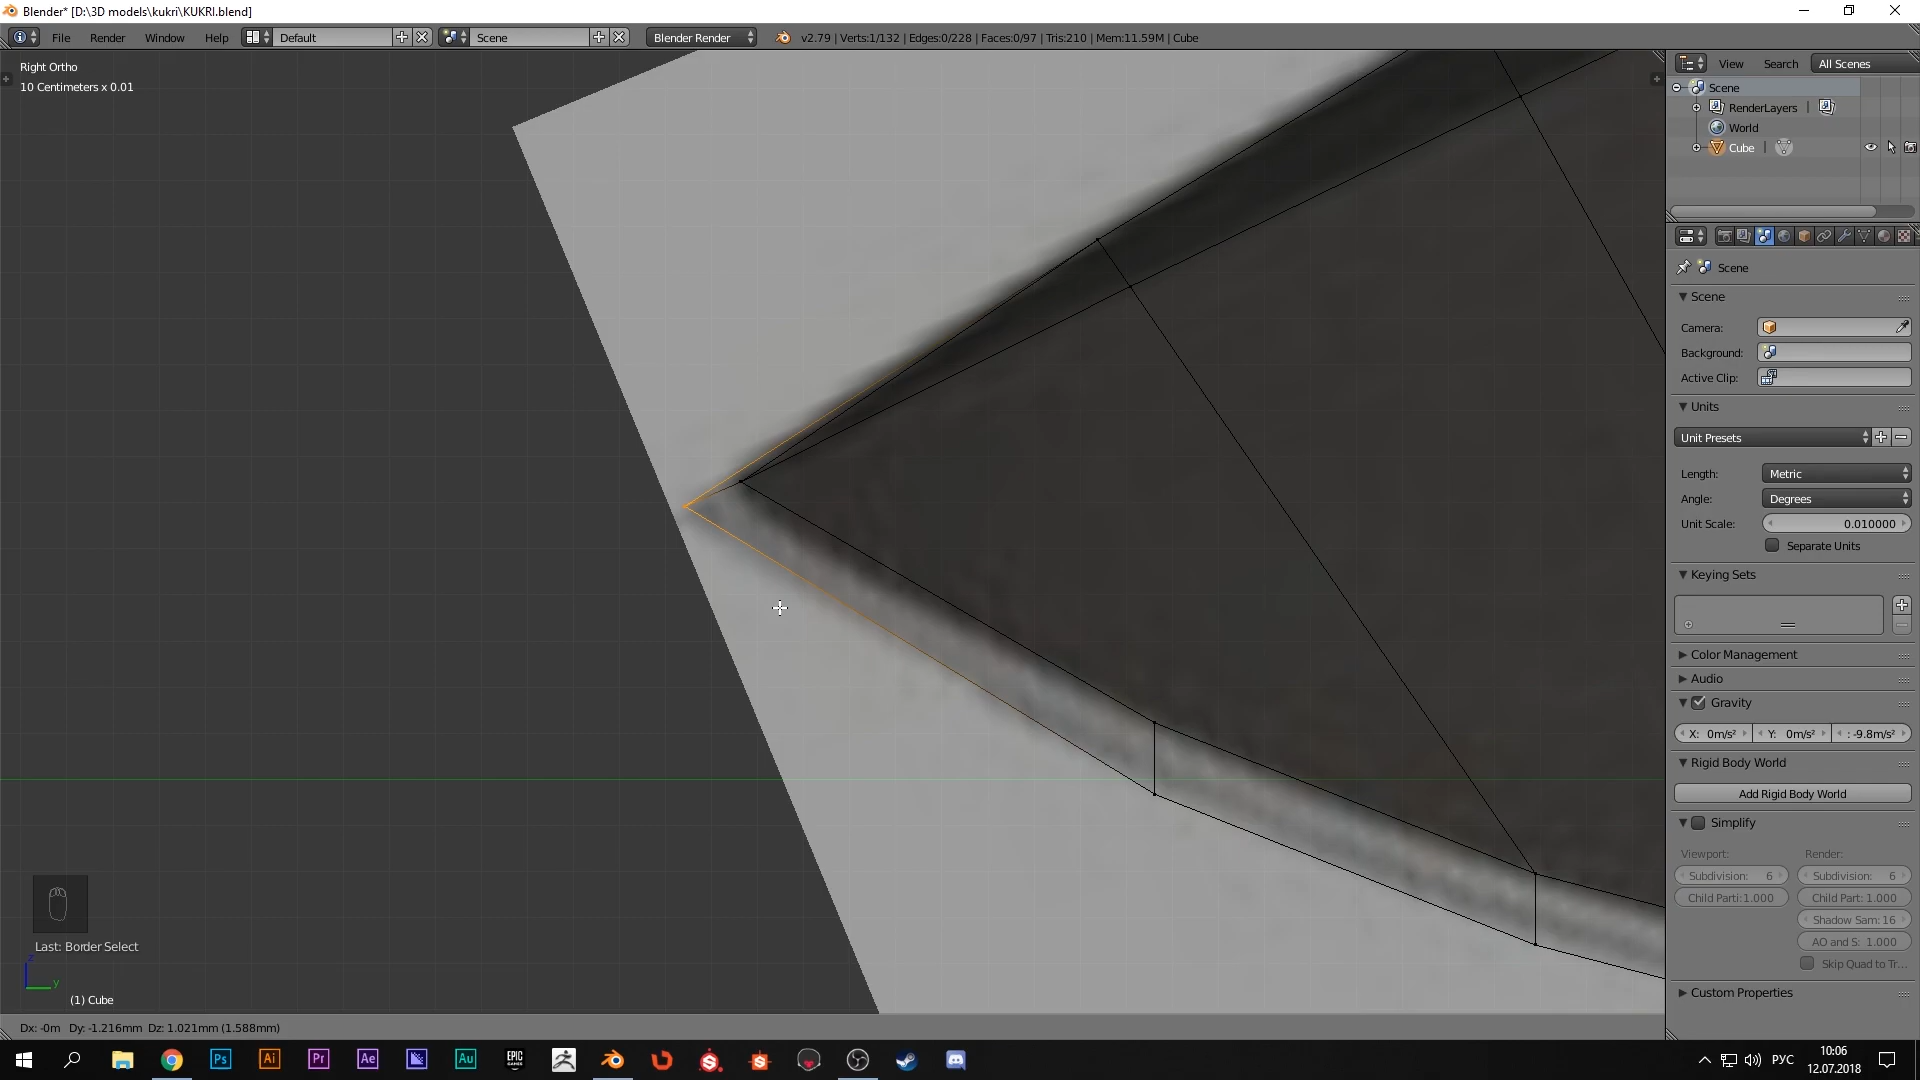 Blender* [D:\3D models\kukri\KUKRI.blend]
File Render Window Help Default Scene Blender Render v2.79 | Verts:1/132 | Edges:0/228 | Faces:0/97 | Tris:210 | Mem:11.59M | Cube
Right Ortho
10 Centimeters x 0.01
View Search All Scenes
Scene
RenderLayers |
World
Cube |
Scene
Scene
Camera:
Background:
Active Clip:
Units
Unit Presets
Length: Metric
Angle: Degrees
Unit Scale: 0.010000
Separate Units
Keying Sets
Color Management
Audio
Gravity
X: 0m/s² Y: 0m/s² : -9.8m/s²
Rigid Body World
Add Rigid Body World
Simplify
Viewport: Render:
Subdivision: 6 Subdivision: 6
Child Parti:1.000 Child Part: 1.000
Shadow Sam: 16
AO and S: 1.000
Skip Quad to Tr...
Custom Properties
Last: Border Select
z
y
(1) Cube
Dx: -0m Dy: -1.216mm Dz: 1.021mm (1.588mm)
Ps Ai Pr Ae Au EPIC GAMES РУС 10:06
12.07.2018